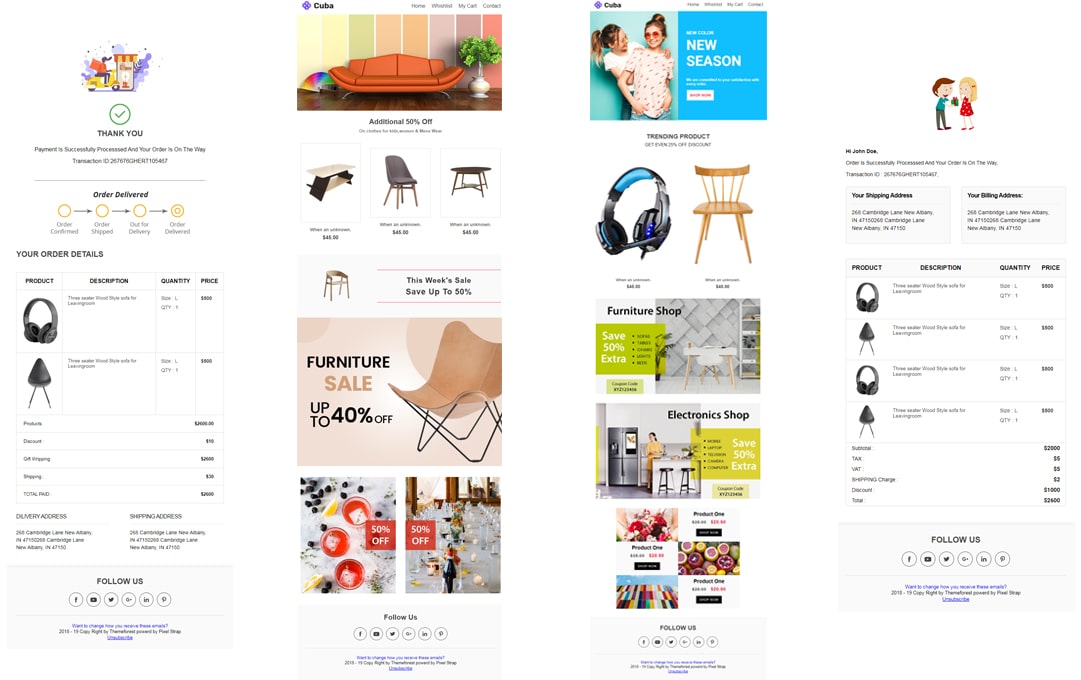 THANK YOU
Payment Is Successfully Processsed And Your Order Is On The Way
Transaction ID:267676GHERT105467
Order Delivered
Order Confirmed
Order Shipped
Out for Delivery
Order Delivered
YOUR ORDER DETAILS
PRODUCT DESCRIPTION QUANTITY PRICE
Three seater Wood Style sofa for Leavingroom
Size : L
QTY : 1
$500
Three seater Wood Style sofa for Leavingroom
Size : L
QTY : 1
$500
Products $2600.00
Discount : $10
Gift Wripping $2600
Shipping : $30
TOTAL PAID : $2600
DILIVERY ADDRESS
268 Cambridge Lane New Albany,
IN 47150268 Cambridge Lane
New Albany, IN 47150
SHIPPING ADDRESS
268 Cambridge Lane New Albany,
IN 47150268 Cambridge Lane
New Albany, IN 47150
FOLLOW US
Want to change how you receive these emails?
2018 - 19 Copy Right by Themeforest powerd by Pixel Strap
Unsubscribe
Cuba
Home Whishlist My Cart Contact
Additional 50% Off
On clothes for kids,women & Mens Wear
When an unknown.
$45.00
When an unknown.
$45.00
When an unknown.
$45.00
This Week's Sale
Save Up To 50%
FURNITURE
SALE
UP TO 40% OFF
50% OFF
50% OFF
Follow Us
Want to change how you receive these emails?
2018 - 19 Copy Right by Themeforest powerd by Pixel Strap
Unsubscribe
Cuba
Home Whishlist My Cart Contact
NEW COLOR
NEW
SEASON
We are committed to your satisfaction with
every order
SHOP NOW
TRENDING PRODUCT
GET EVEN 25% OFF DISCOUNT
When an unknown.
$45.00
When an unknown.
$40.00
Furniture Shop
Save
50%
Extra
SOFAS
TABLES
CHAIRS
LIGHTS
BEDS
Coupon Code
XYZ123456
Electronics Shop
MOBILE
LAPTOP
TELIVISION
CAMERA
COMPUTER
Save
50%
Extra
Coupon Code
XYZ123456
Product One
$28.99 $20.99
SHOP NOW
Product One
$28.99 $20.99
SHOP NOW
Product One
$28.99 $20.99
SHOP NOW
FOLLOW US
Want to change how you receive these emails?
2018 - 19 Copy Right by Themeforest powerd by Pixel Strap
Unsubscribe
Hi John Doe,
Order Is Successfully Processsed And Your Order Is On The Way,
Transaction ID : 267676GHERT105467,
Your Shipping Address
268 Cambridge Lane New Albany,
IN 47150268 Cambridge Lane
New Albany, IN 47150
Your Billing Address:
268 Cambridge Lane New Albany,
IN 47150268 Cambridge Lane
New Albany, IN 47150
PRODUCT DESCRIPTION QUANTITY PRICE
Three seater Wood Style sofa for Leavingroom
Size : L
QTY : 1
$500
Three seater Wood Style sofa for Leavingroom
Size : L
QTY : 1
$500
Three seater Wood Style sofa for Leavingroom
Size : L
QTY : 1
$500
Three seater Wood Style sofa for Leavingroom
Size : L
QTY : 1
$500
Subtotal : $2000
TAX : $5
VAT : $5
SHIPPING Charge : $2
Discount : $1000
Total : $2600
FOLLOW US
Want to change how you receive these emails?
2018 - 19 Copy Right by Themeforest powerd by Pixel Strap
Unsubscribe